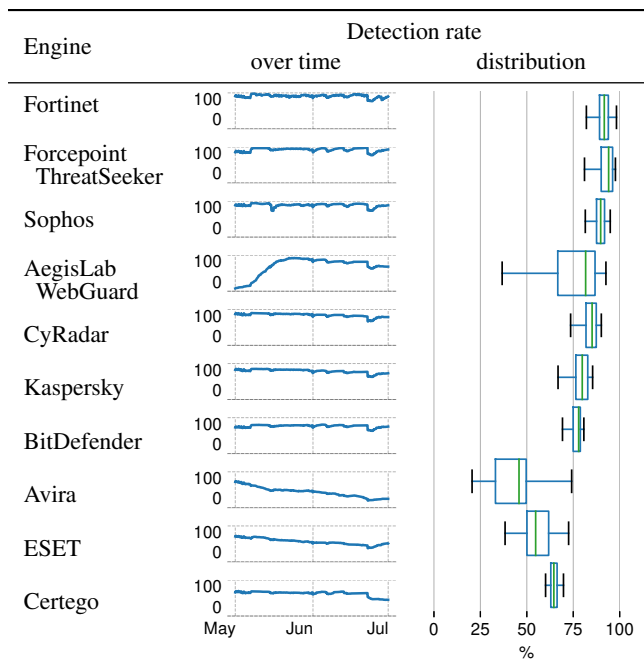 Engine
Detection rate
over time
distribution
Fortinet
100
0
Forcepoint
ThreatSeeker
100
0
Sophos
100
0
AegisLab
WebGuard
100
0
CyRadar
100
0
Kaspersky
100
0
BitDefender
100
0
Avira
100
0
ESET
100
0
Certego
100
0
May Jun Jul
0 25 50 75 100
%